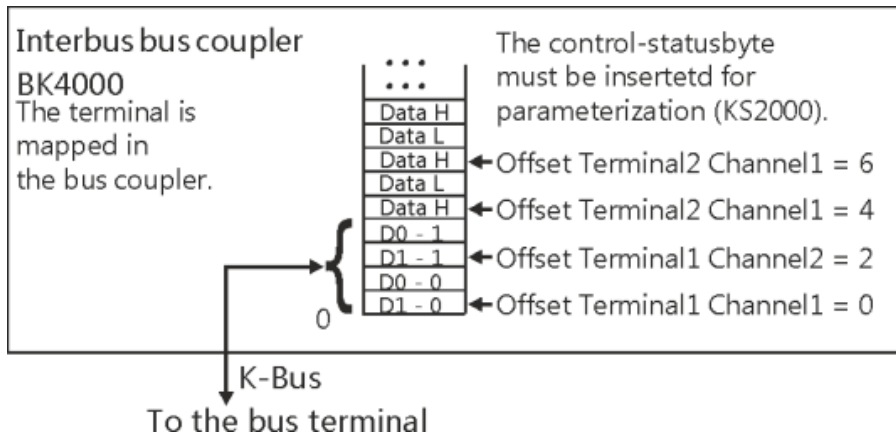 Interbus bus coupler
BK4000
The terminal is
mapped in
the bus coupler.
The control-statusbyte
must be insertetd for
parameterization (KS2000).
Data H
Data L
Data H
Data L
Data H
D0 - 1
D1 - 1
D0 - 0
D1 - 0
0
Offset Terminal2 Channel1 = 6
Offset Terminal2 Channel1 = 4
Offset Terminal1 Channel2 = 2
Offset Terminal1 Channel1 = 0
K-Bus
To the bus terminal